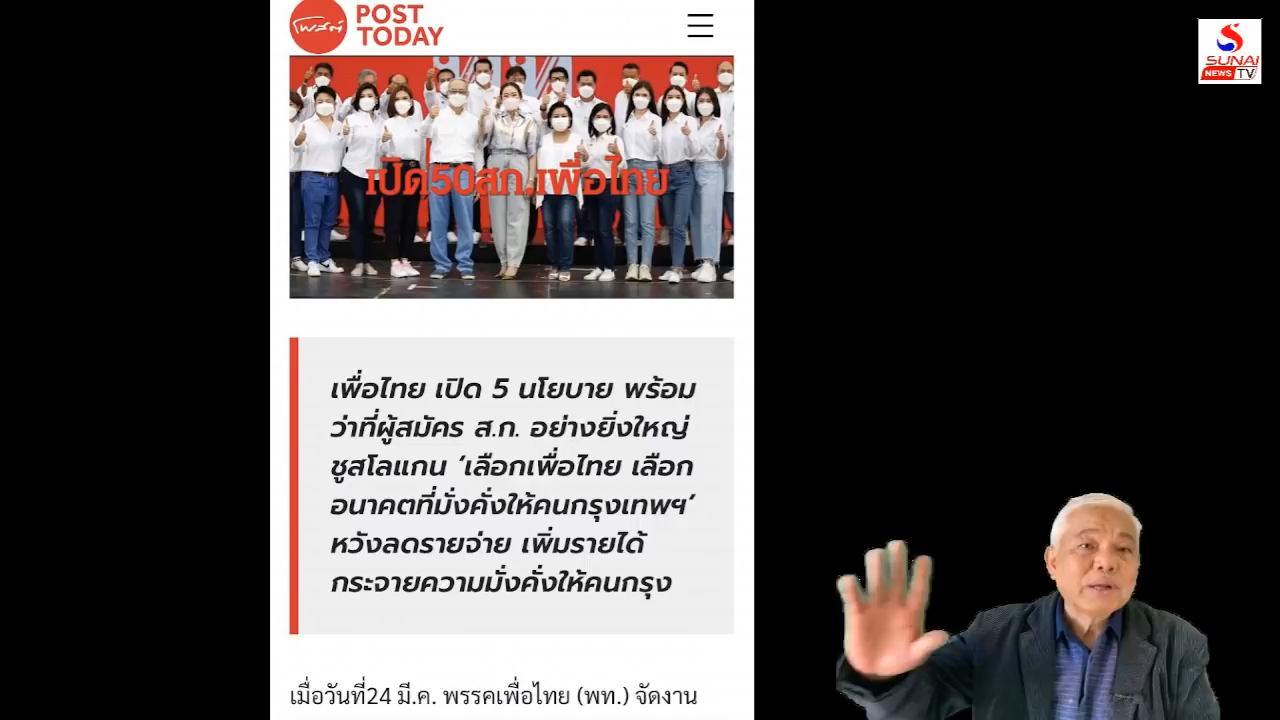 โพสต์
POST
TODAY
SUNAI
NEWS TV
เปิด50สก.เพื่อไทย
เพื่อไทย เปิด 5 นโยบาย พร้อม
ว่าที่ผู้สมัคร ส.ก. อย่างยิ่งใหญ่
ชูสโลแกน ‘เลือกเพื่อไทย เลือก
อนาคตที่มั่งคั่งให้คนกรุงเทพฯ’
หวังลดรายจ่าย เพิ่มรายได้
กระจายความมั่งคั่งให้คนกรุง
เมื่อวันที่24 มี.ค. พรรคเพื่อไทย (พท.) จัดงาน